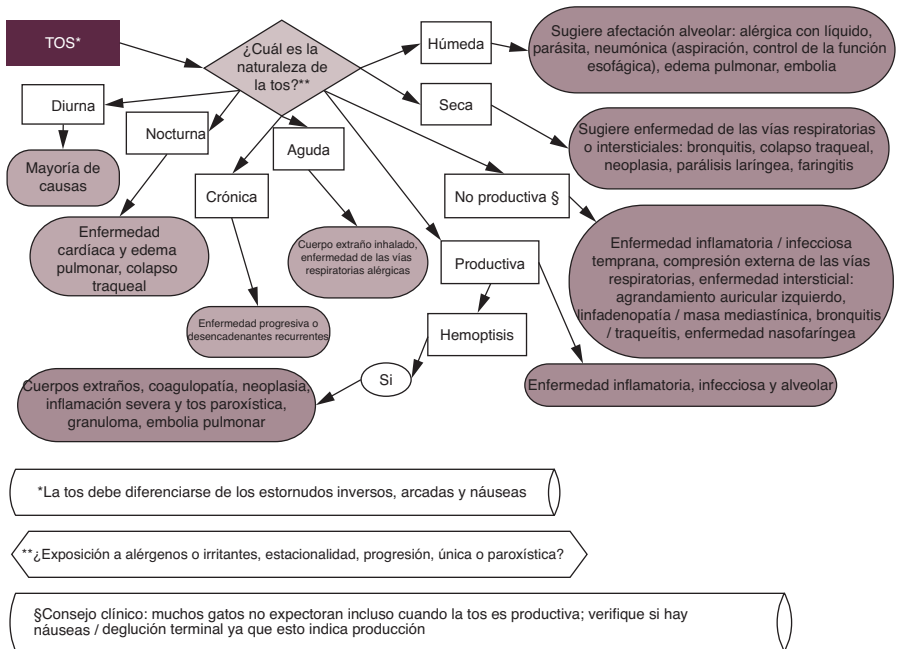 TOS*
¿Cuál es la
naturaleza de
la tos?**
Húmeda
Sugiere afectación alveolar: alérgica con líquido,
parásita, neumónica (aspiración, control de la función
esofágica), edema pulmonar, embolia
Seca
Sugiere enfermedad de las vías respiratorias
o intersticiales: bronquitis, colapso traqueal,
neoplasia, parálisis laríngea, faringitis
Diurna
Mayoría de
causas
Nocturna
Enfermedad
cardíaca y edema
pulmonar, colapso
traqueal
Crónica
Enfermedad progresiva o
desencadenantes recurrentes
Aguda
Cuerpo extraño inhalado,
enfermedad de las vías
respiratorias alérgicas
No productiva §
Enfermedad inflamatoria / infecciosa
temprana, compresión externa de las vías
respiratorias, enfermedad intersticial:
agrandamiento auricular izquierdo,
linfadenopatía / masa mediastínica, bronquitis
/ traqueítis, enfermedad nasofaríngea
Productiva
Hemoptisis
Si
Cuerpos extraños, coagulopatía, neoplasia,
inflamación severa y tos paroxística,
granuloma, embolia pulmonar
Enfermedad inflamatoria, infecciosa y alveolar
*La tos debe diferenciarse de los estornudos inversos, arcadas y náuseas
**¿Exposición a alérgenos o irritantes, estacionalidad, progresión, única o paroxística?
§Consejo clínico: muchos gatos no expectoran incluso cuando la tos es productiva; verifique si hay
náuseas / deglución terminal ya que esto indica producción